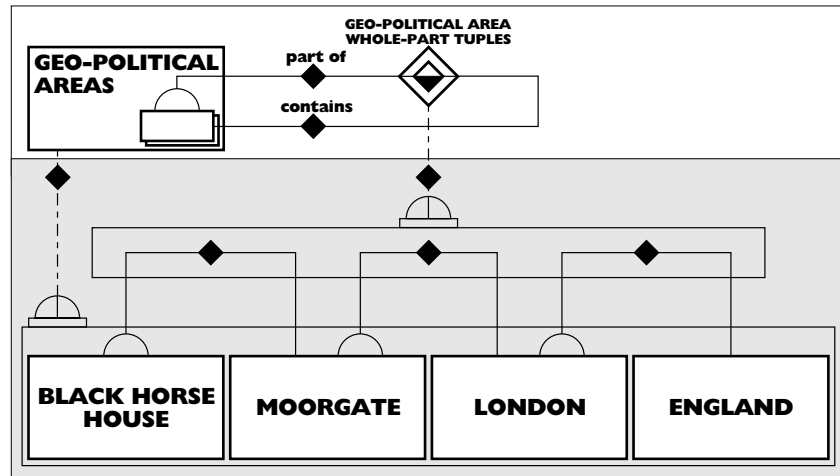 GEO-POLITICAL AREA
WHOLE-PART TUPLES
GEO-POLITICAL
AREAS
part of
contains
BLACK HORSE
HOUSE
MOORGATE
LONDON
ENGLAND